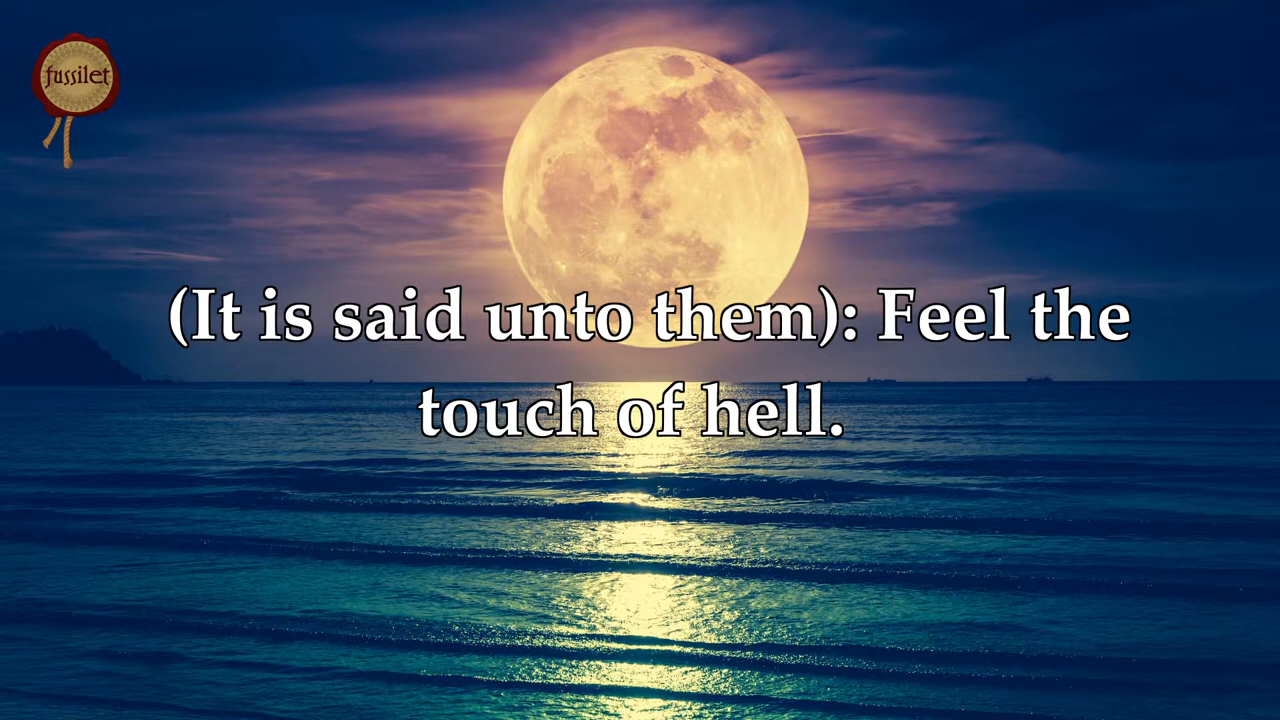 fussilet
(It is said unto them): Feel the
touch of hell.